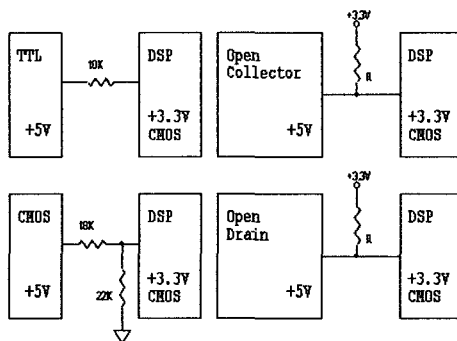 TTL
10K
DSP
+5V
+3.3V
CMOS
Open
Collector
+5V
+3.3V
R
DSP
+3.3V
CMOS
CMOS
18K
DSP
+5V
22K
+3.3V
CMOS
Open
Drain
+5V
+3.3V
R
DSP
+3.3V
CMOS